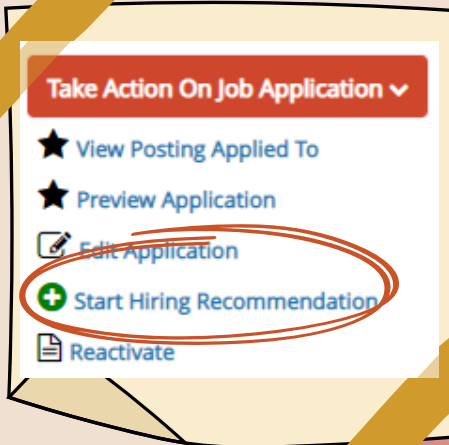 Take Action On Job Application
View Posting Applied To
Preview Application
Edit Application
Start Hiring Recommendation
Reactivate